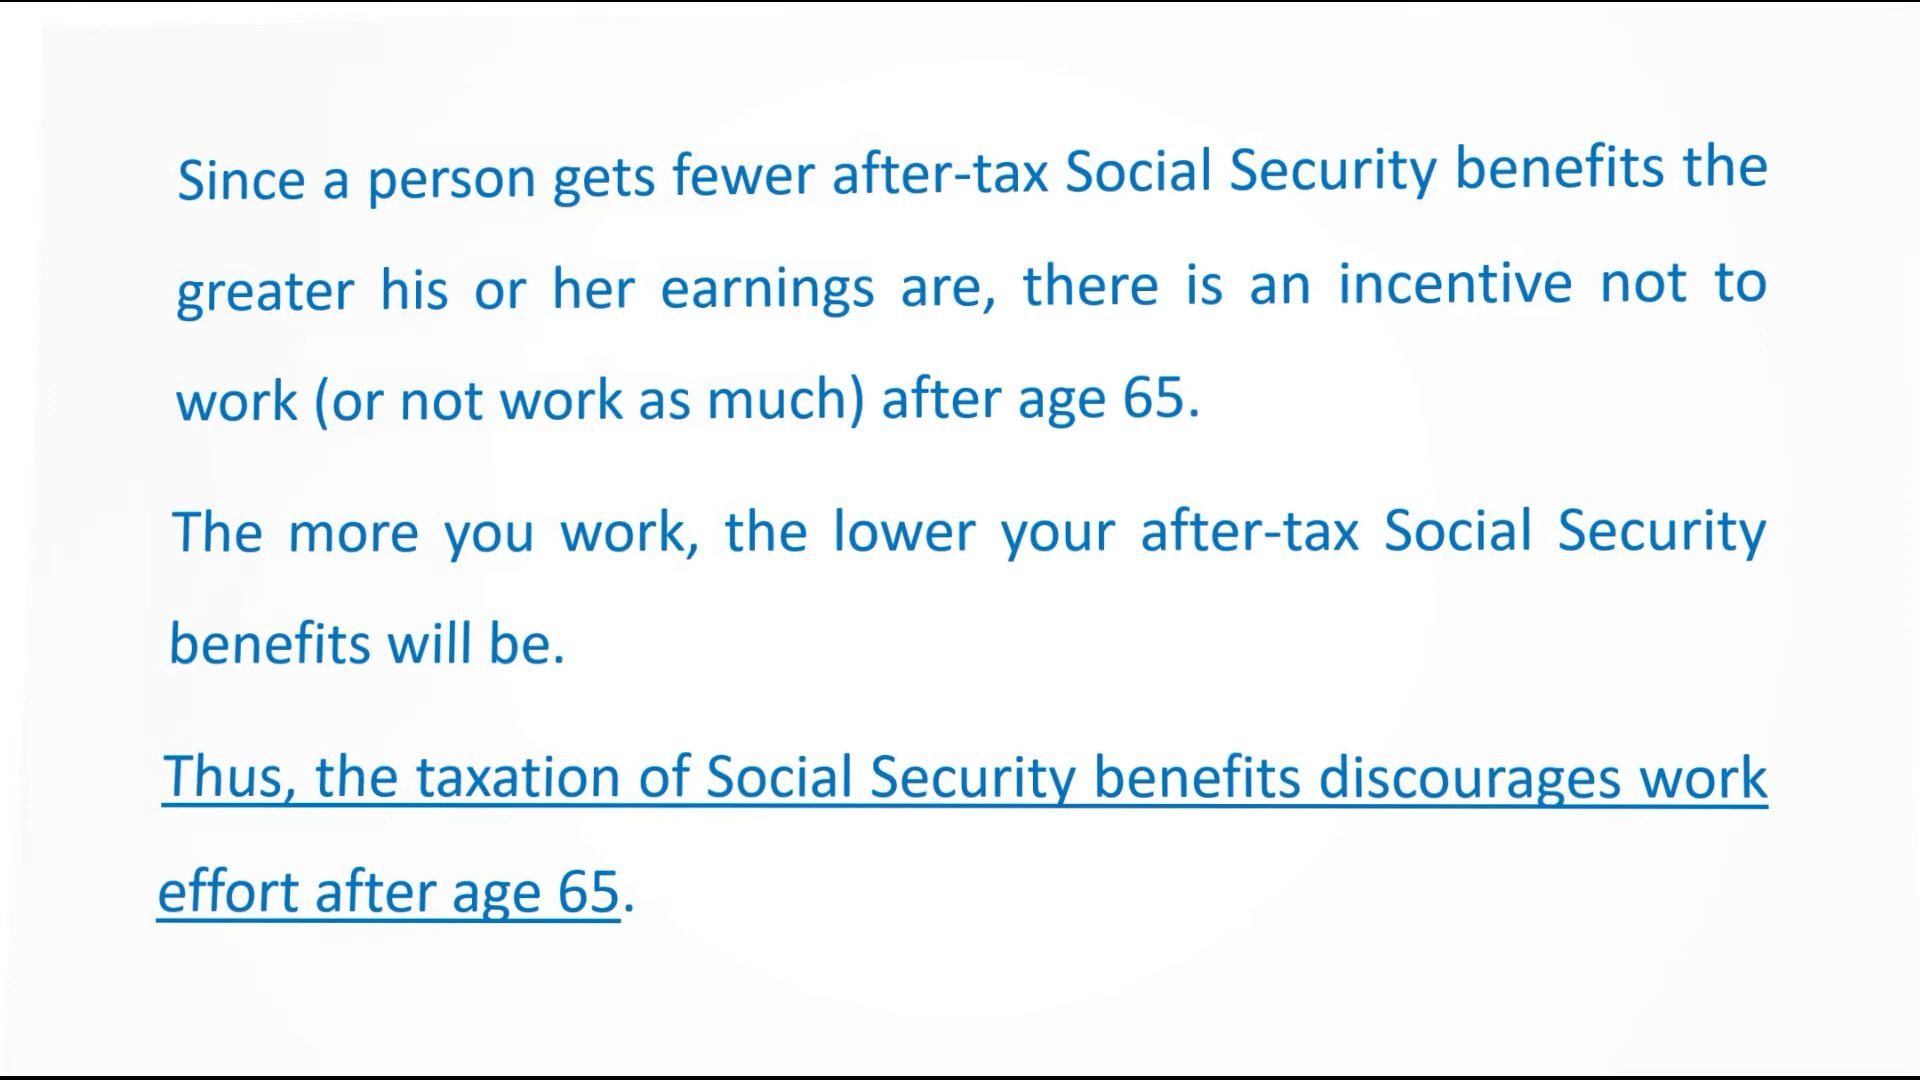 Since a person gets fewer after-tax Social Security benefits the
greater his or her earnings are, there is an incentive not to
work (or not work as much) after age 65.
The more you work, the lower your after-tax Social Security
benefits will be.
Thus, the taxation of Social Security benefits discourages work
effort after age 65.